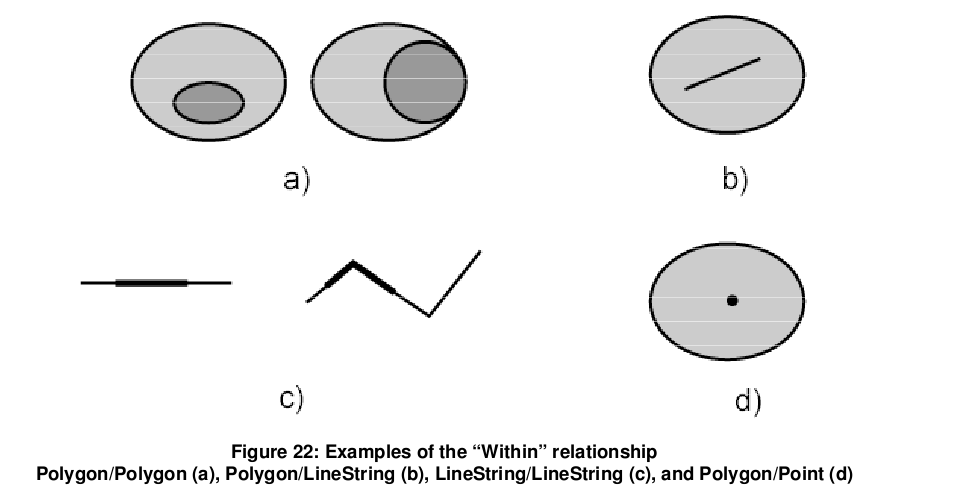 a)
b)
c)
d)
Figure 22: Examples of the “Within” relationship
Polygon/Polygon (a), Polygon/LineString (b), LineString/LineString (c), and Polygon/Point (d)